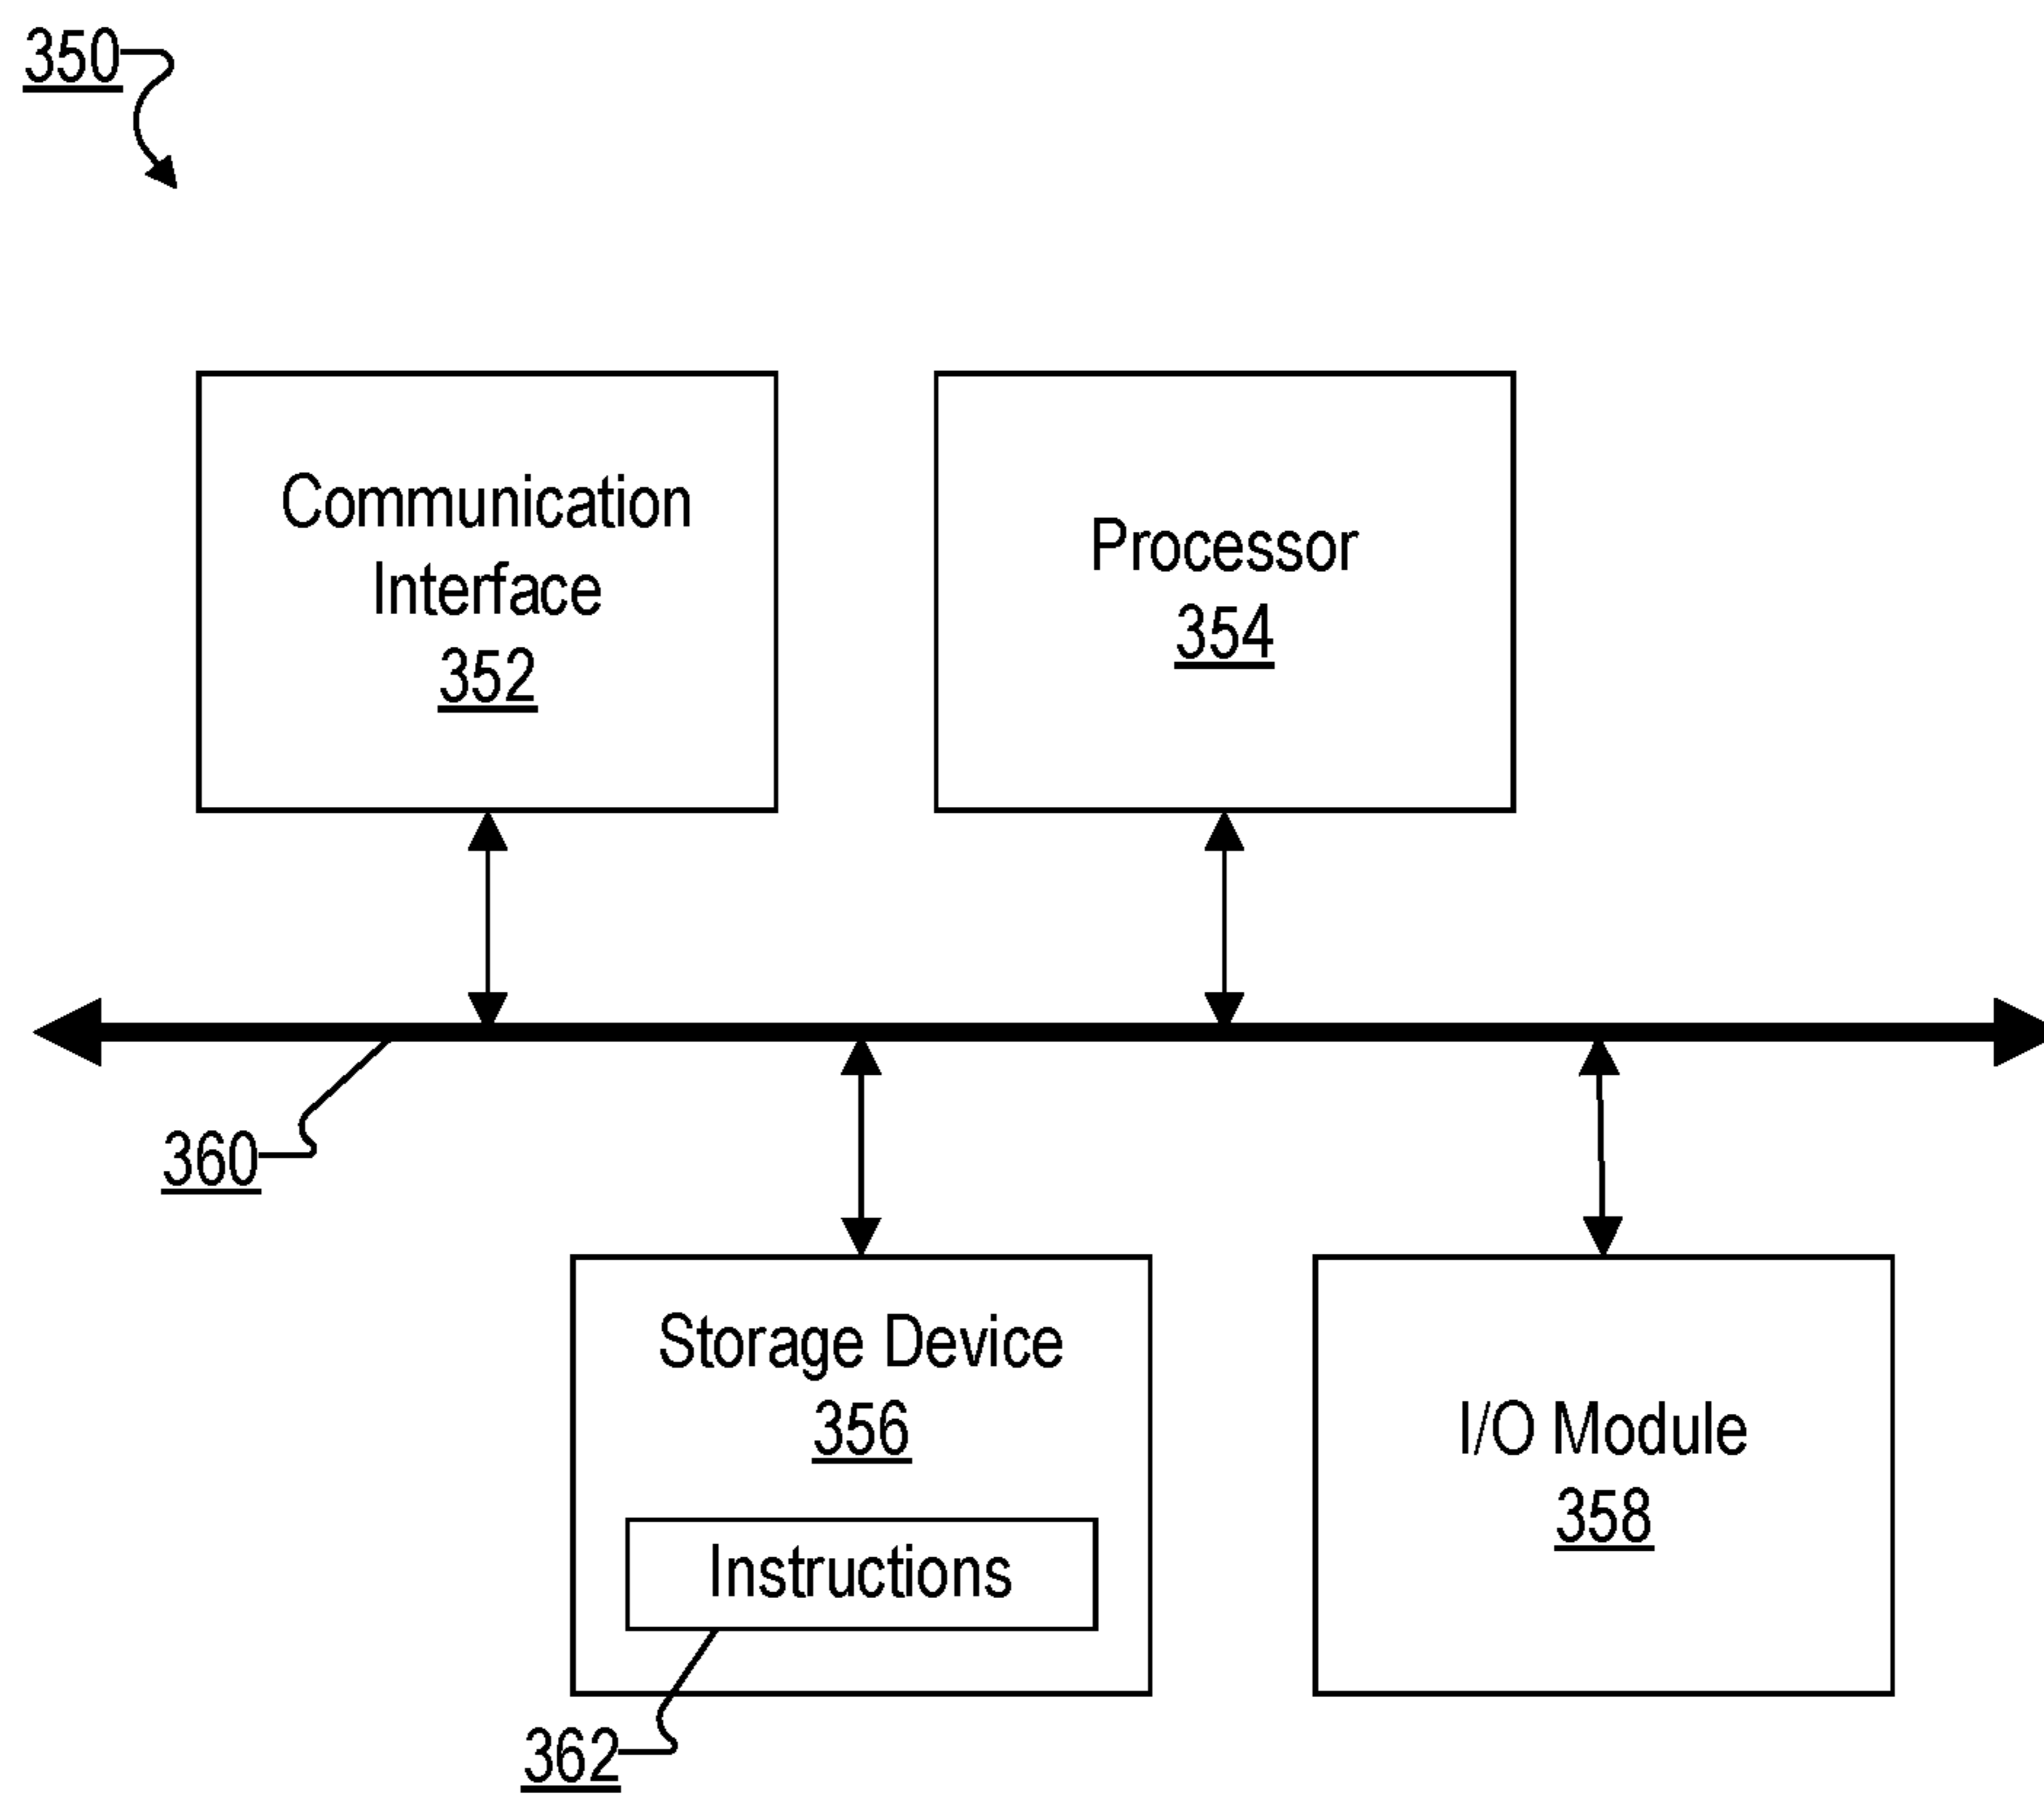 350
Communication
Interface
352
Processor
354
360
Storage Device
356
Instructions
362
I/O Module
358